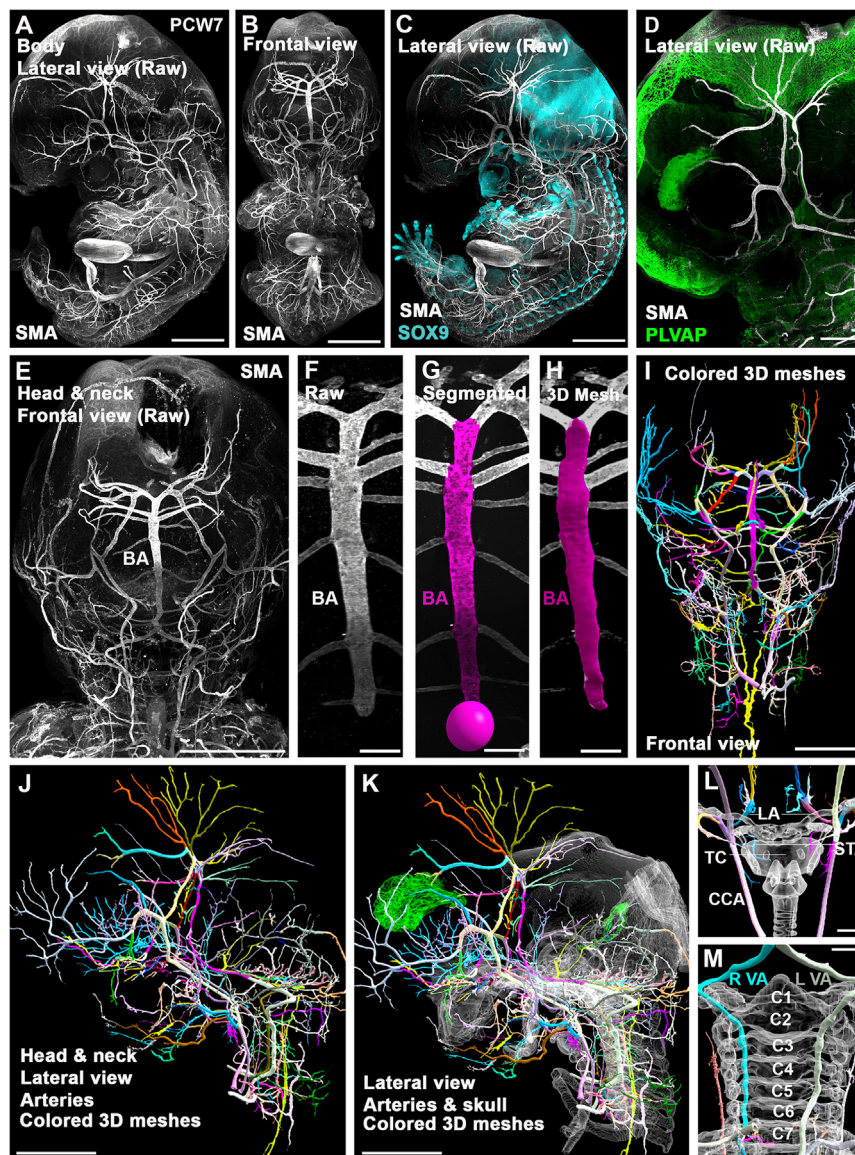 A
PCW7
Body
Lateral view (Raw)
SMA
B
Frontal view
SMA
C
Lateral view (Raw)
SMA
SOX9
D
Lateral view (Raw)
SMA
PLVAP
E
SMA
Head & neck
Frontal view (Raw)
BA
F
Raw
BA
G
Segmented
BA
H
3D Mesh
BA
I
Colored 3D meshes
Frontal view
J
Head & neck
Lateral view
Arteries
Colored 3D meshes
K
Lateral view
Arteries & skull
Colored 3D meshes
L
LA
TC
CCA
M
R VA
L VA
C1
C2
C3
C4
C5
C6
C7